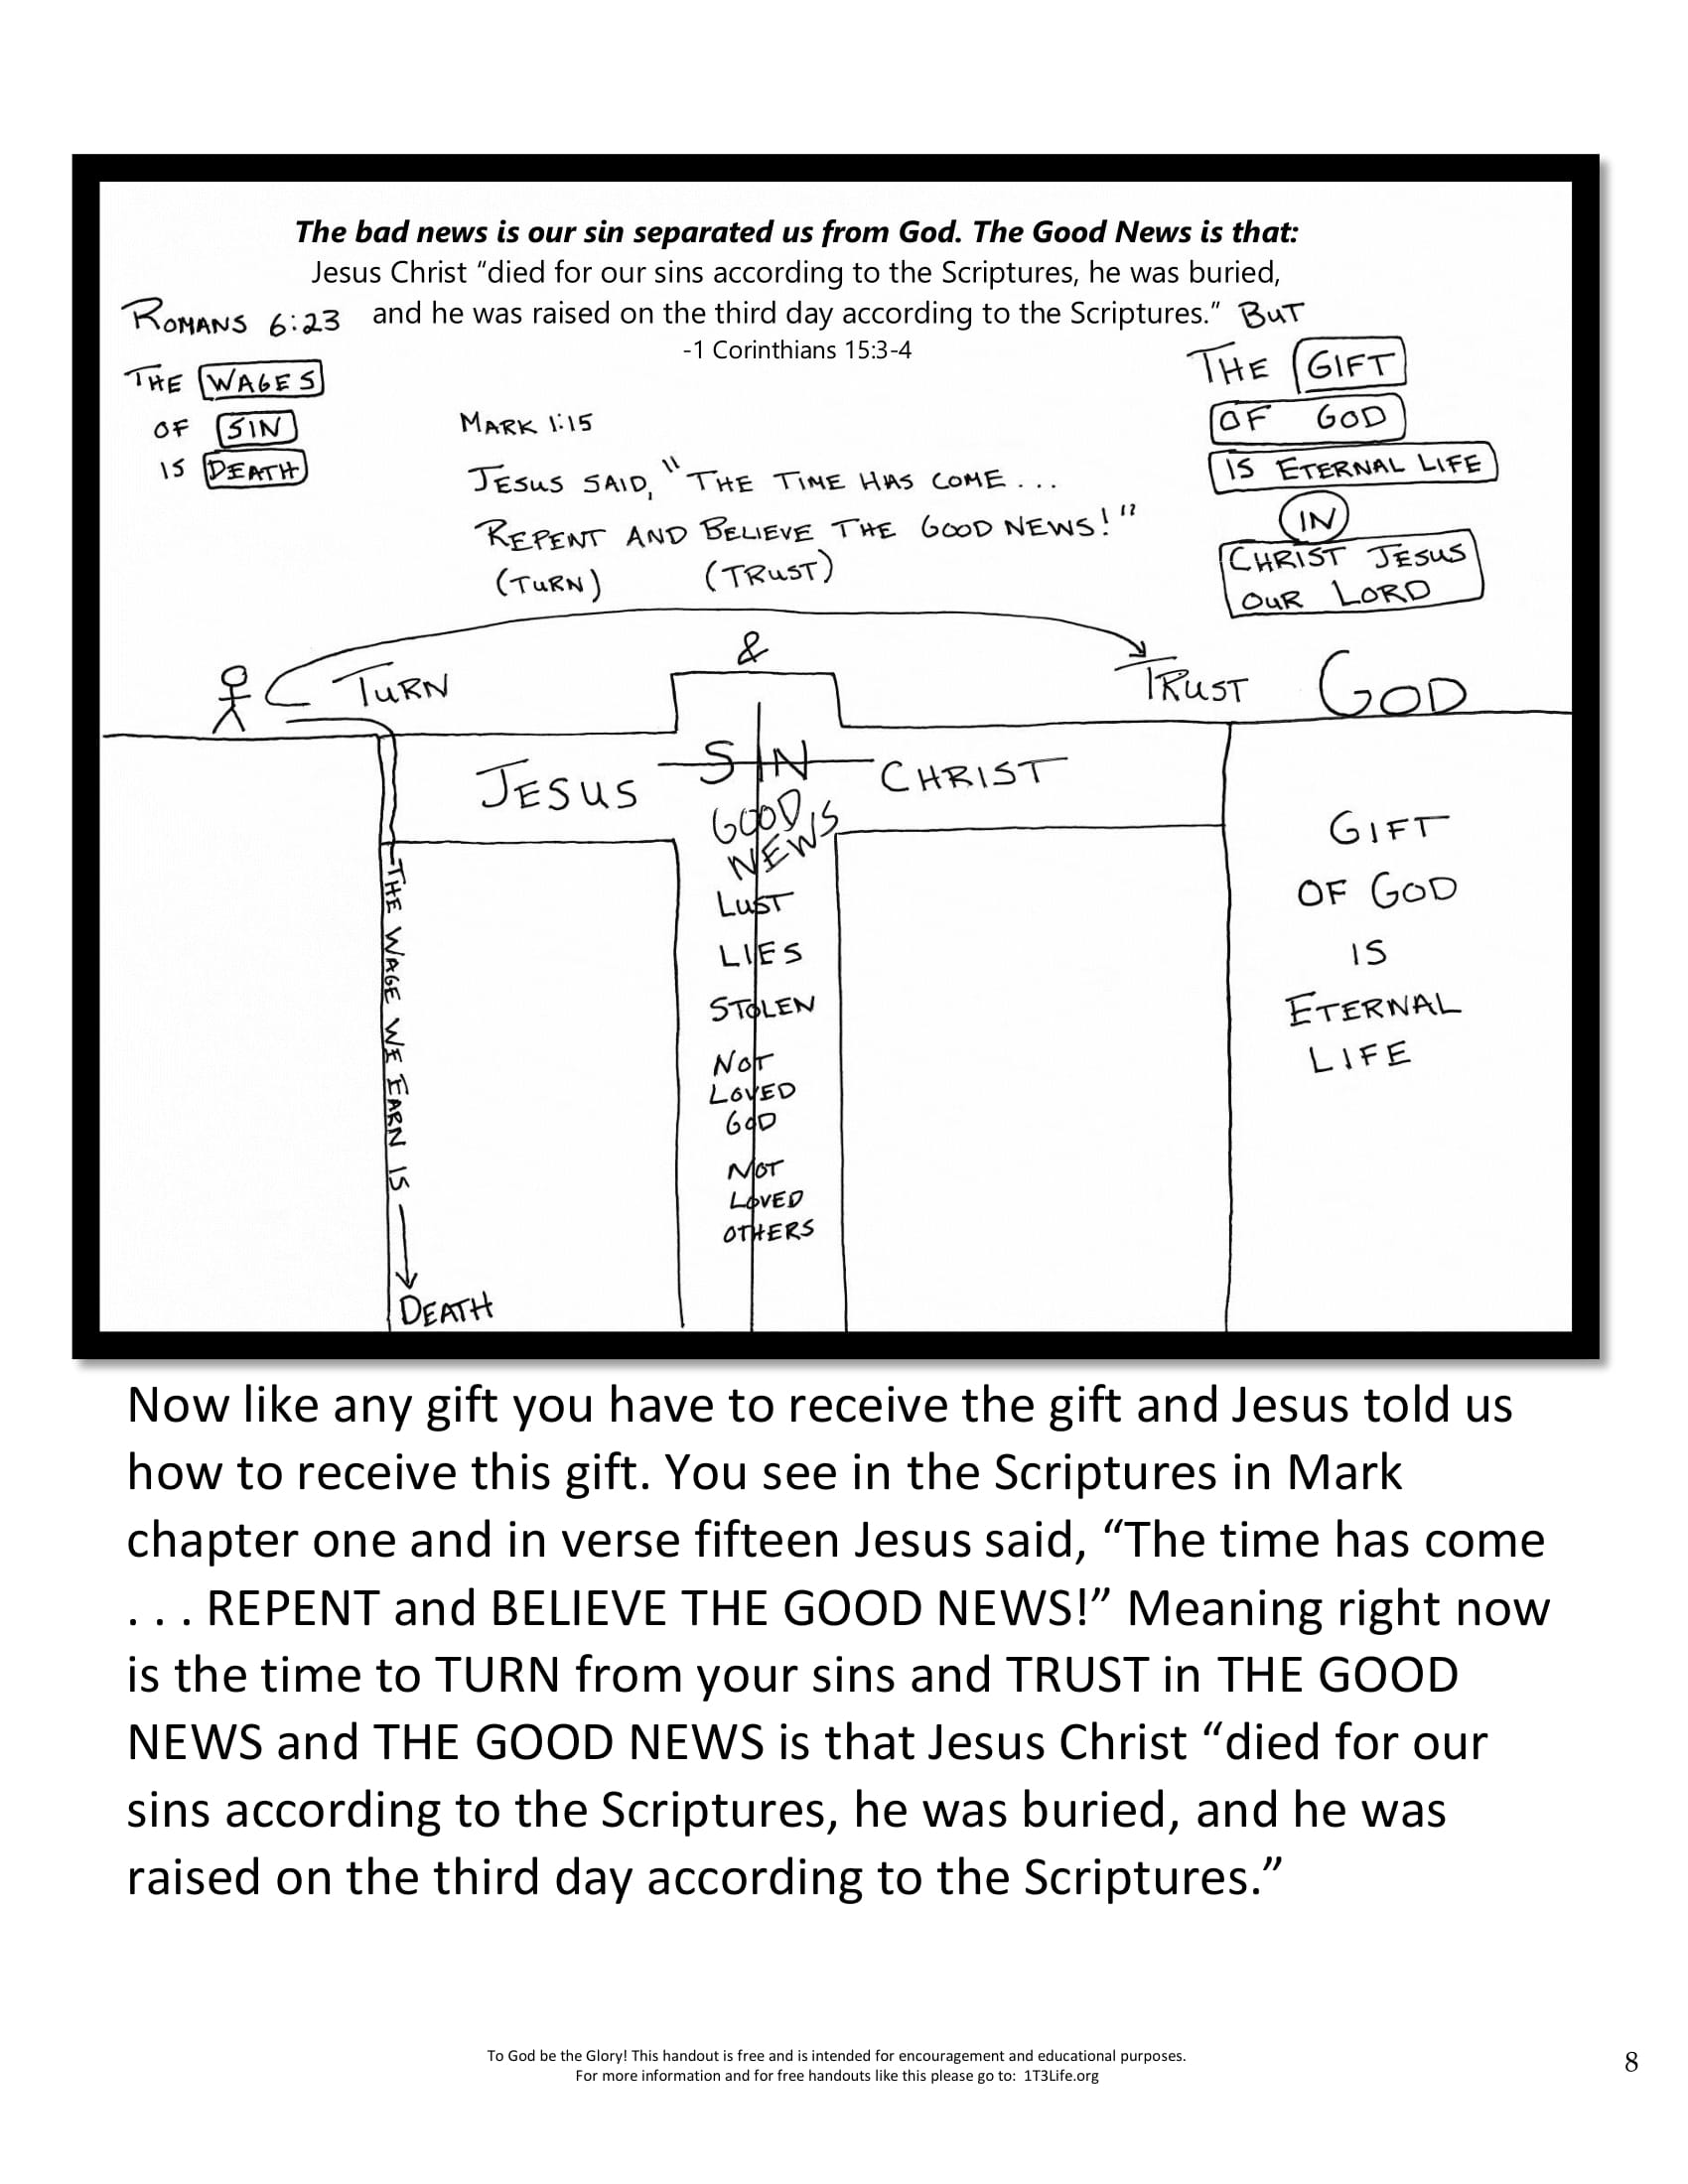 The bad news is our sin separated us from God. The Good News is that:
Jesus Christ “died for our sins according to the Scriptures, he was buried,
and he was raised on the third day according to the Scriptures.”
-1 Corinthians 15:3-4
ROMANS 6:23
THE WAGES
OF SIN
IS DEATH
MARK 1:15
JESUS SAID, "THE TIME HAS COME...
REPENT AND BELIEVE THE GOOD NEWS!"
(TURN) (TRUST)
BUT
THE GIFT
OF GOD
IS ETERNAL LIFE
IN
CHRIST JESUS
OUR LORD
TURN
&
TRUST
GOD
JESUS
SIN
CHRIST
GOOD
NEWS
IS
LUST
LIES
STOLEN
NOT
LOVED
GOD
NOT
LOVED
OTHERS
THE WAGE WE EARN IS
DEATH
GIFT
OF GOD
IS
ETERNAL
LIFE
Now like any gift you have to receive the gift and Jesus told us
how to receive this gift. You see in the Scriptures in Mark
chapter one and in verse fifteen Jesus said, “The time has come
. . . REPENT and BELIEVE THE GOOD NEWS!” Meaning right now
is the time to TURN from your sins and TRUST in THE GOOD
NEWS and THE GOOD NEWS is that Jesus Christ “died for our
sins according to the Scriptures, he was buried, and he was
raised on the third day according to the Scriptures.”
To God be the Glory! This handout is free and is intended for encouragement and educational purposes.
For more information and for free handouts like this please go to: 1T3Life.org
8